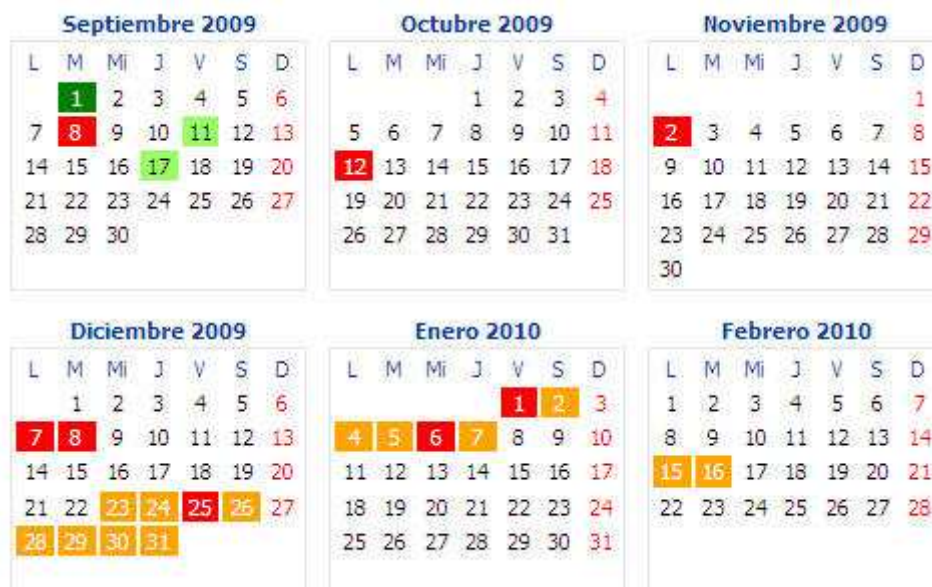 Septiembre 2009 Octubre 2009 Noviembre 2009
L M Mi J V S D L M Mi J V S D L M Mi J V S D
1 2 3 4 5 6 1 2 3 4 1
7 8 9 10 11 12 13 5 6 7 8 9 10 11 2 3 4 5 6 7 8
14 15 16 17 18 19 20 12 13 14 15 16 17 18 9 10 11 12 13 14 15
21 22 23 24 25 26 27 19 20 21 22 23 24 25 16 17 18 19 20 21 22
28 29 30 26 27 28 29 30 31 23 24 25 26 27 28 29
30
Diciembre 2009 Enero 2010 Febrero 2010
L M Mi J V S D L M Mi J V S D L M Mi J V S D
1 2 3 4 5 6 1 2 3 1 2 3 4 5 6 7
7 8 9 10 11 12 13 4 5 6 7 8 9 10 8 9 10 11 12 13 14
14 15 16 17 18 19 20 11 12 13 14 15 16 17 15 16 17 18 19 20 21
21 22 23 24 25 26 27 18 19 20 21 22 23 24 22 23 24 25 26 27 28
28 29 30 31 25 26 27 28 29 30 31